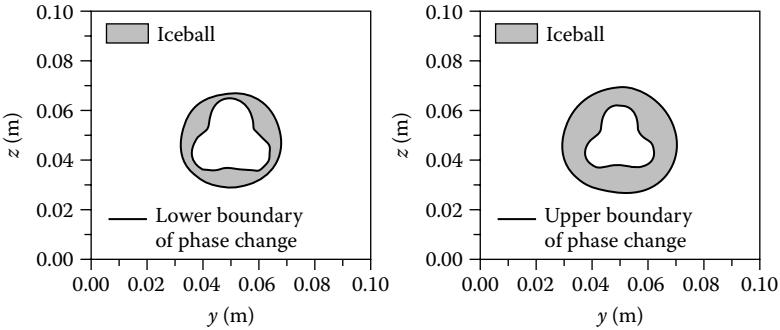 0.10
Iceball
0.08
0.06
z (m)
0.04
0.02
Lower boundary
of phase change
0.00
0.00 0.02 0.04 0.06 0.08 0.10
y (m)
0.10
Iceball
0.08
0.06
z (m)
0.04
0.02
Upper boundary
of phase change
0.00
0.00 0.02 0.04 0.06 0.08 0.10
y (m)